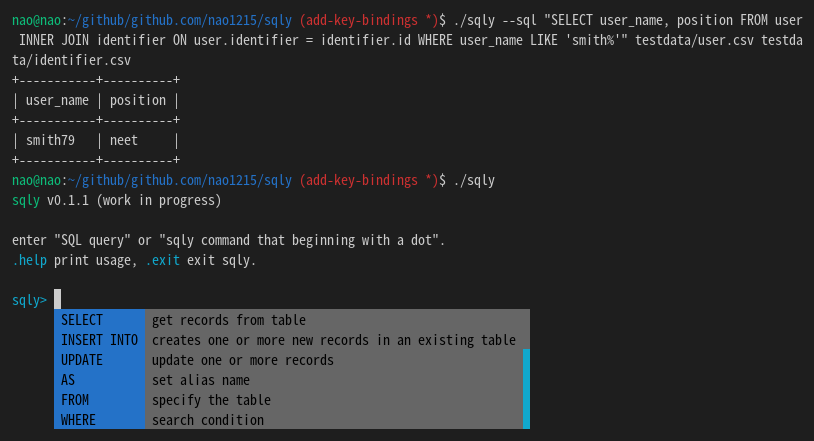 nao@nao:~/github/github.com/nao1215/sqly (add-key-bindings *)$ ./sqly --sql "SELECT user_name, position FROM user
INNER JOIN identifier ON user.identifier = identifier.id WHERE user_name LIKE 'smith%'" testdata/user.csv testda
ta/identifier.csv
+-----------+----------+
| user_name | position |
+-----------+----------+
| smith79   | neet     |
+-----------+----------+
nao@nao:~/github/github.com/nao1215/sqly (add-key-bindings *)$ ./sqly
sqly v0.1.1 (work in progress)
enter "SQL query" or "sqly command that beginning with a dot".
.help print usage, .exit exit sqly.
sqly>
SELECT get records from table
INSERT INTO creates one or more new records in an existing table
UPDATE update one or more records
AS set alias name
FROM specify the table
WHERE search condition